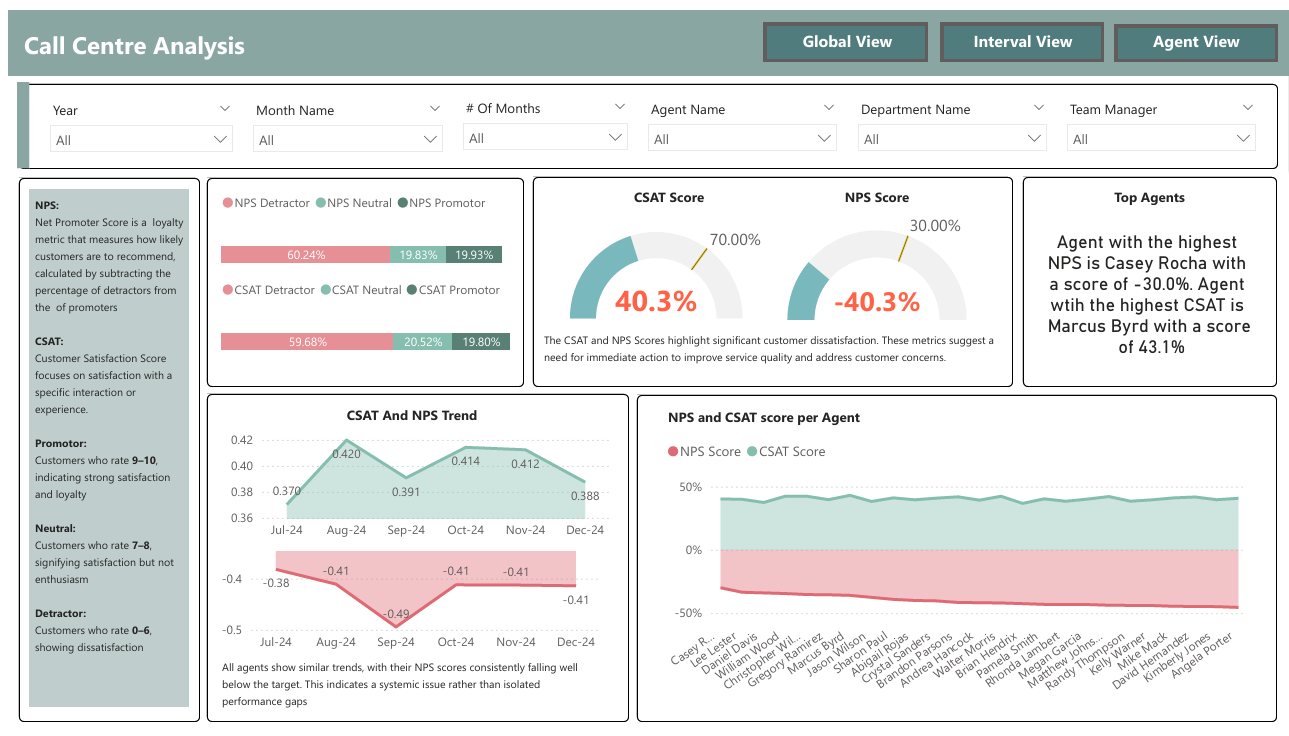 Call Centre Analysis
Global View
Interval View
Agent View
Year
Month Name
# Of Months
Agent Name
Department Name
Team Manager
All
All
All
All
All
All
NPS:
Net Promoter Score is a loyalty
metric that measures how likely
customers are to recommend,
calculated by subtracting the
percentage of detractors from
the of promoters
CSAT:
Customer Satisfaction Score
focuses on satisfaction with a
specific interaction or
experience.
Promotor:
Customers who rate 9–10,
indicating strong satisfaction
and loyalty
Neutral:
Customers who rate 7–8,
signifying satisfaction but not
enthusiasm
Detractor:
Customers who rate 0–6,
showing dissatisfaction
NPS Detractor NPS Neutral NPS Promotor
60.24% 19.83% 19.93%
CSAT Detractor CSAT Neutral CSAT Promotor
59.68% 20.52% 19.80%
CSAT Score
70.00%
40.3%
NPS Score
30.00%
-40.3%
The CSAT and NPS Scores highlight significant customer dissatisfaction. These metrics suggest a
need for immediate action to improve service quality and address customer concerns.
Top Agents
Agent with the highest
NPS is Casey Rocha with
a score of -30.0%. Agent
wtih the highest CSAT is
Marcus Byrd with a score
of 43.1%
CSAT And NPS Trend
0.42
0.40
0.38
0.36
0.370
0.420
0.391
0.414
0.412
0.388
Jul-24 Aug-24 Sep-24 Oct-24 Nov-24 Dec-24
-0.4
-0.5
-0.38
-0.41
-0.49
-0.41
-0.41
-0.41
Jul-24 Aug-24 Sep-24 Oct-24 Nov-24 Dec-24
All agents show similar trends, with their NPS scores consistently falling well
below the target. This indicates a systemic issue rather than isolated
performance gaps
NPS and CSAT score per Agent
NPS Score CSAT Score
50%
0%
-50%
Casey R...
Lee Lester
Daniel Davis
William Wood
Christopher Wil...
Gregory Ramirez
Marcus Byrd
Jason Wilson
Sharon Paul
Abigail Rojas
Crystal Sanders
Brandon Parsons
Andrea Hancock
Walter Morris
Brian Hendrix
Pamela Smith
Rhonda Lambert
Megan Garcia
Matthew Johns...
Randy Thompson
Kelly Warner
Mike Mack
David Hernandez
Kimberly Jones
Angela Porter